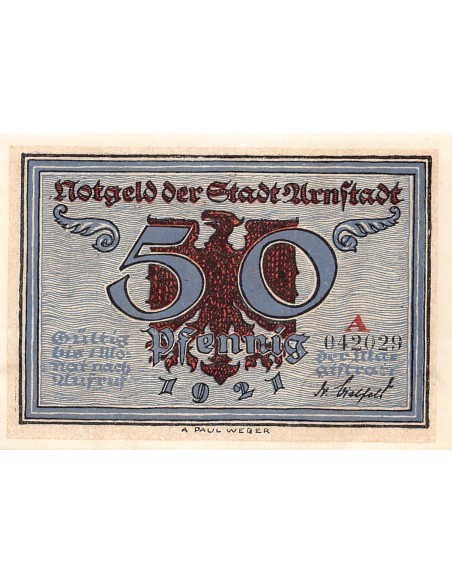 Notgeld der Stadt Arnstadt
50
Pfennig
Gültig
bis 1 Mo-
nat nach
Aufruf
A
042029
der Mag
istrat:
1921
A PAUL WEBER